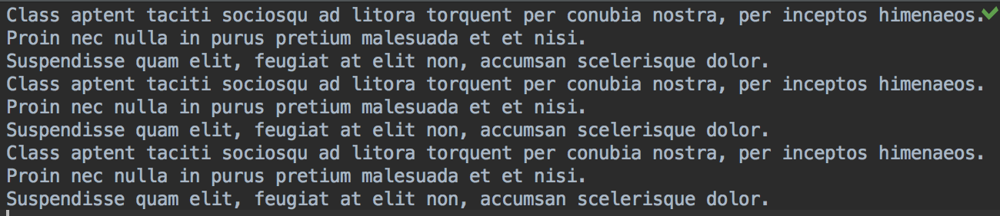 Class aptent taciti sociosqu ad litora torquent per conubia nostra, per inceptos himenaeos.
Proin nec nulla in purus pretium malesuada et et nisi.
Suspendisse quam elit, feugiat at elit non, accumsan scelerisque dolor.
Class aptent taciti sociosqu ad litora torquent per conubia nostra, per inceptos himenaeos.
Proin nec nulla in purus pretium malesuada et et nisi.
Suspendisse quam elit, feugiat at elit non, accumsan scelerisque dolor.
Class aptent taciti sociosqu ad litora torquent per conubia nostra, per inceptos himenaeos.
Proin nec nulla in purus pretium malesuada et et nisi.
Suspendisse quam elit, feugiat at elit non, accumsan scelerisque dolor.